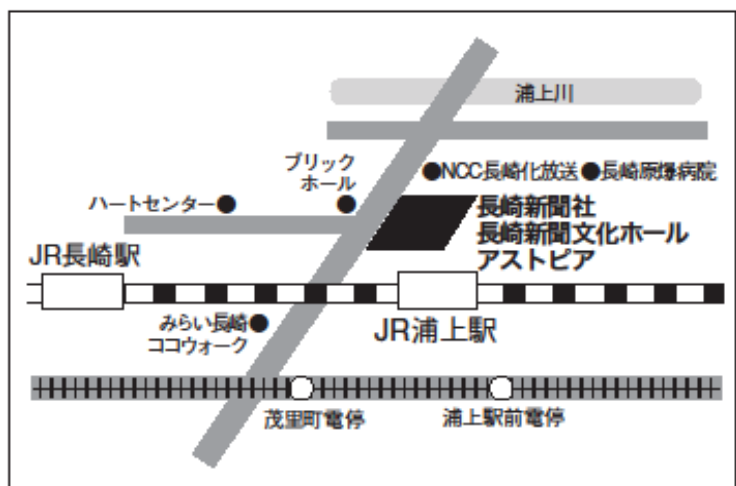 浦上川
ブリック
ホール
●NCC長崎化放送 ●長崎原爆病院
ハートセンター●
長崎新聞社
長崎新聞文化ホール
アストピア
JR長崎駅
みらい長崎●
ココウォーク
JR浦上駅
茂里町電停
浦上駅前電停